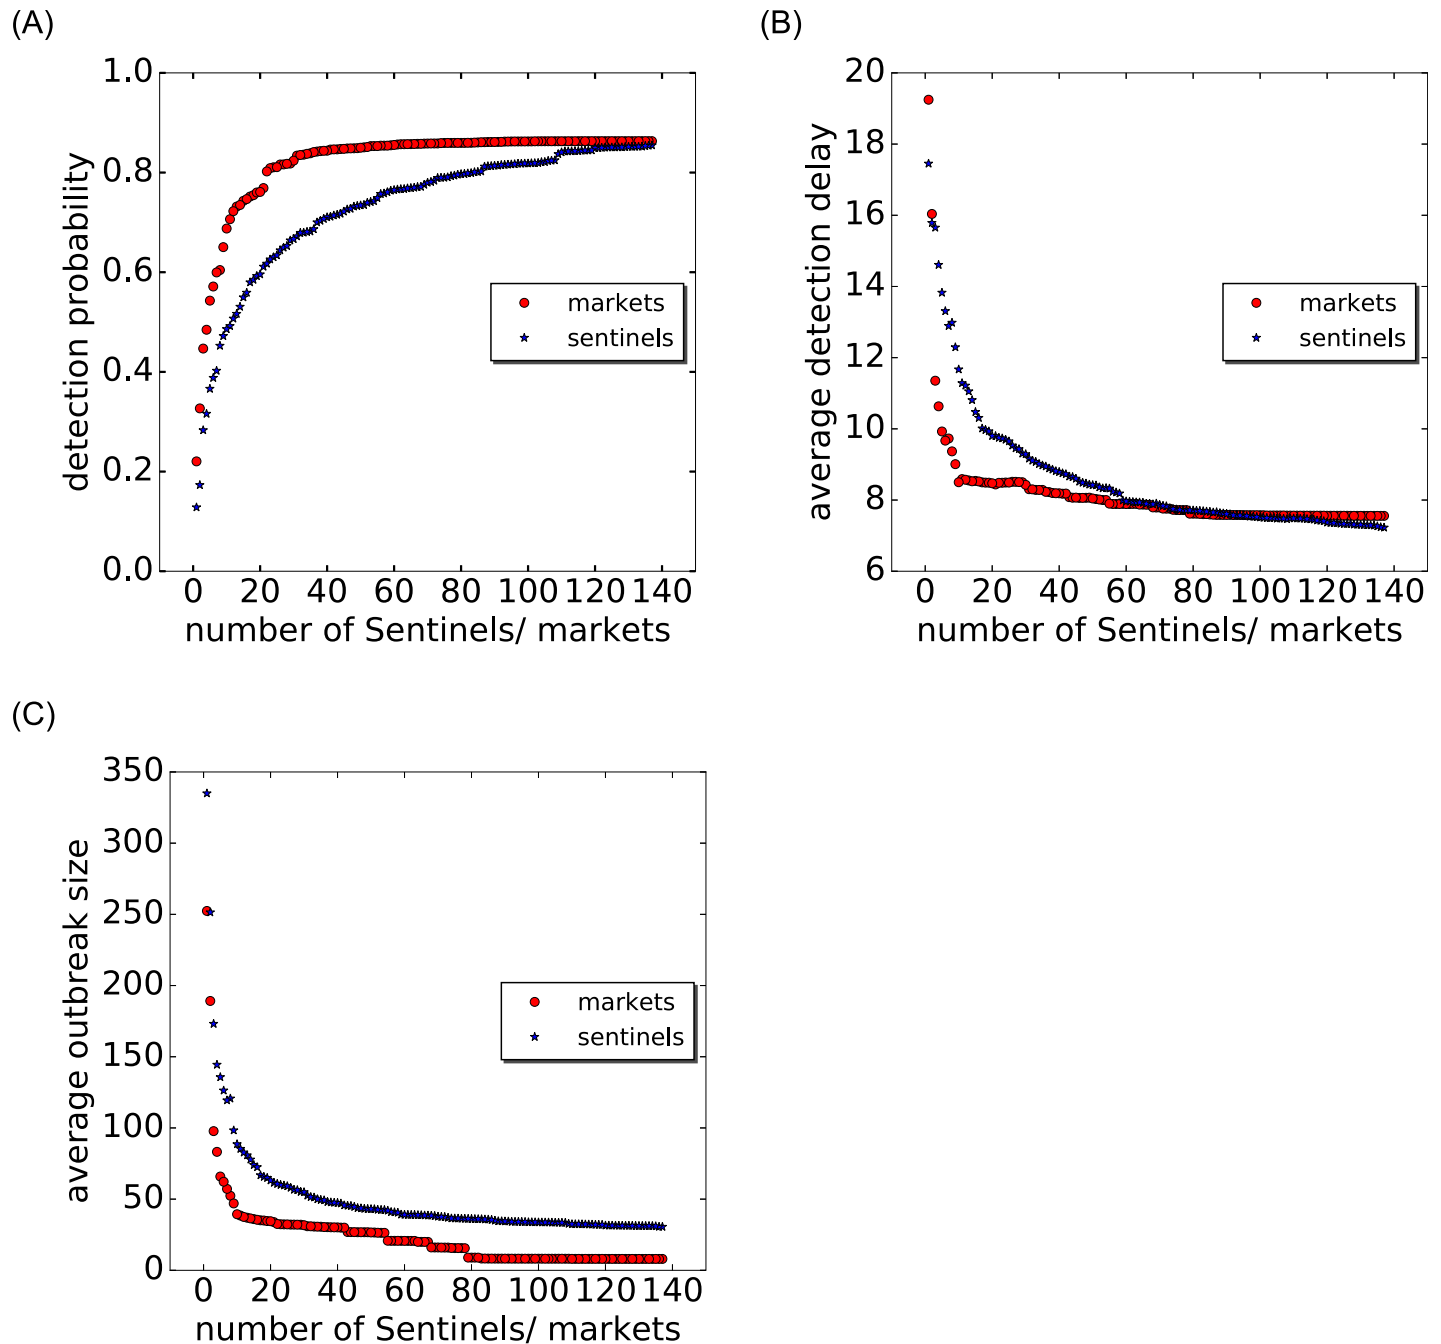 (A)
1.0
0.8
0.6
0.4
0.2
0.0
detection probability
markets
sentinels
0 20 40 60 80 100 120 140
number of Sentinels/ markets
(B)
20
18
16
14
12
10
8
6
average detection delay
markets
sentinels
0 20 40 60 80 100 120 140
number of Sentinels/ markets
(C)
350
300
250
200
150
100
50
0
average outbreak size
markets
sentinels
0 20 40 60 80 100 120 140
number of Sentinels/ markets